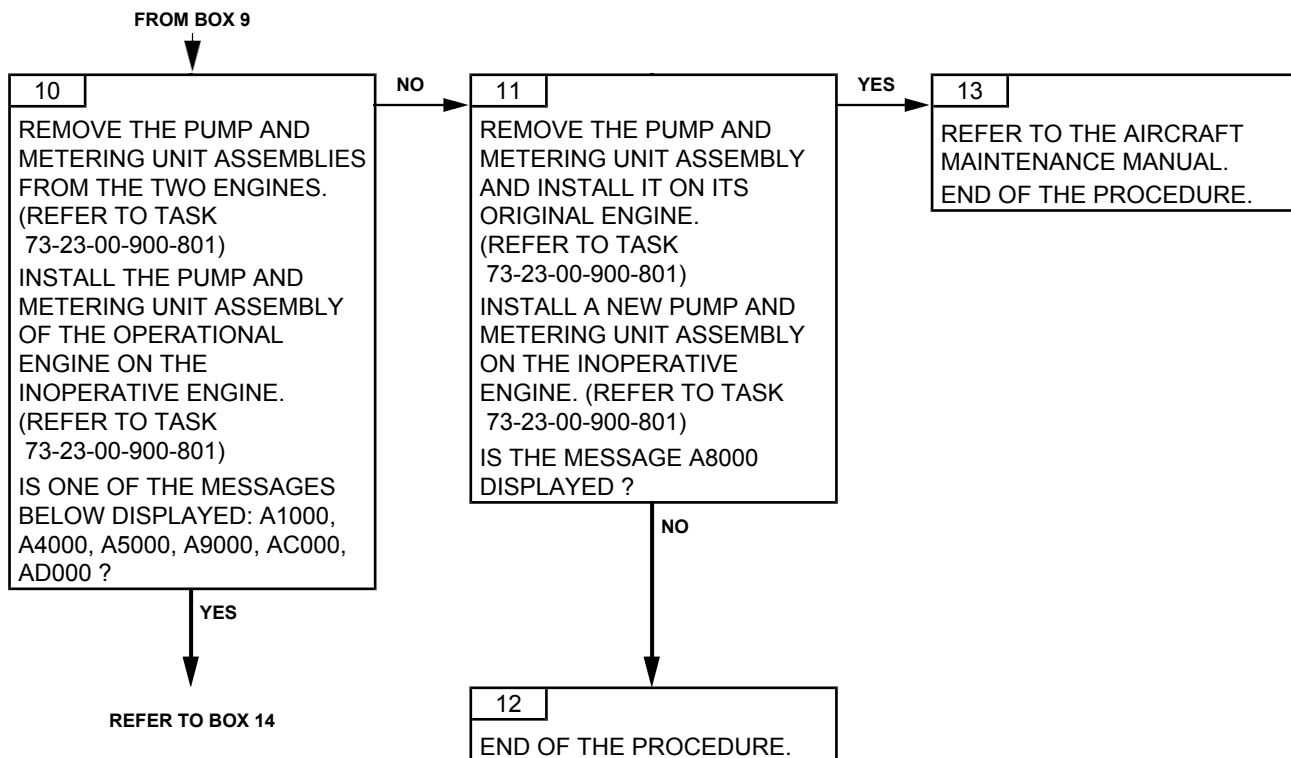 FROM BOX 9
10
REMOVE THE PUMP AND
METERING UNIT ASSEMBLIES
FROM THE TWO ENGINES.
(REFER TO TASK
73-23-00-900-801)
INSTALL THE PUMP AND
METERING UNIT ASSEMBLY
OF THE OPERATIONAL
ENGINE ON THE
INOPERATIVE ENGINE.
(REFER TO TASK
73-23-00-900-801)
IS ONE OF THE MESSAGES
BELOW DISPLAYED: A1000,
A4000, A5000, A9000, AC000,
AD000 ?
YES
REFER TO BOX 14
NO
11
REMOVE THE PUMP AND
METERING UNIT ASSEMBLY
AND INSTALL IT ON ITS
ORIGINAL ENGINE.
(REFER TO TASK
73-23-00-900-801)
INSTALL A NEW PUMP AND
METERING UNIT ASSEMBLY
ON THE INOPERATIVE
ENGINE. (REFER TO TASK
73-23-00-900-801)
IS THE MESSAGE A8000
DISPLAYED ?
NO
12
END OF THE PROCEDURE.
YES
13
REFER TO THE AIRCRAFT
MAINTENANCE MANUAL.
END OF THE PROCEDURE.